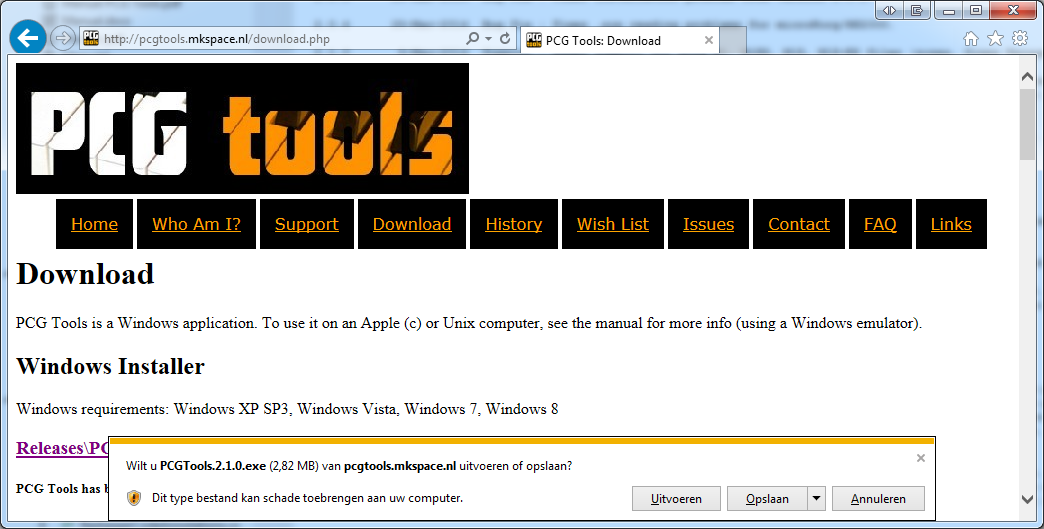 http://pcgtools.mkspace.nl/download.php
PCG Tools: Download
PCG tools
Home Who Am I? Support Download History Wish List Issues Contact FAQ Links
Download
PCG Tools is a Windows application. To use it on an Apple (c) or Unix computer, see the manual for more info (using a Windows emulator).
Windows Installer
Windows requirements: Windows XP SP3, Windows Vista, Windows 7, Windows 8
Releases\PC
PCG Tools has b
Wilt u PCGTools.2.1.0.exe (2,82 MB) van pcgtools.mkspace.nl uitvoeren of opslaan?
Dit type bestand kan schade toebrengen aan uw computer.
Uitvoeren Opslaan Annuleren